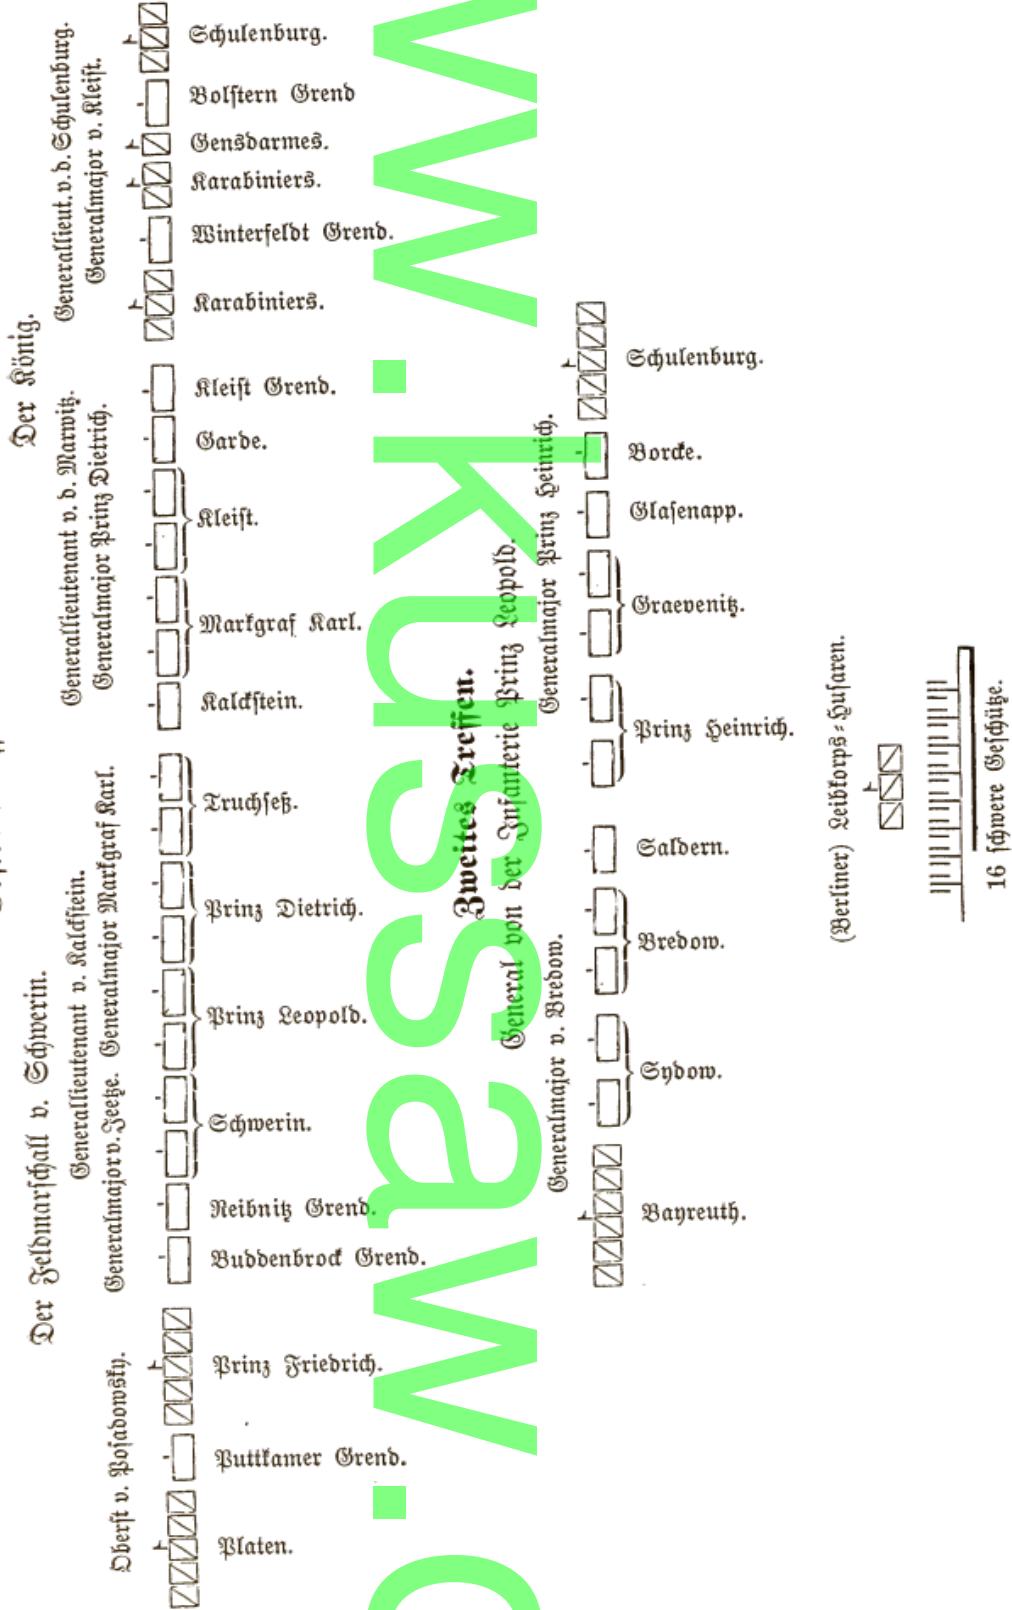 Der König.
Generallieut. v. d. Schulenburg.
Generalmajor v. Kleist.
Schulenburg.
Bolstern Grend
Gensdarmes.
Karabiniers.
Winterfeldt Grend.
Karabiniers.
Generallieutenant v. d. Marwitz.
Generalmajor Prinz Dietrich.
Kleist Grend.
Garde.
Kleist.
Markgraf Karl.
Kalckstein.
Der Feldmarschall v. Schwerin.
Generallieutenant v. Kalckstein.
Generalmajor v. Jeetze. Generalmajor Markgraf Karl.
Truchseß.
Prinz Dietrich.
Prinz Leopold.
Schwerin.
Reibnitz Grend.
Buddenbrock Grend.
Oberst v. Posadowsky.
Prinz Friedrich.
Puttkamer Grend.
Platen.
Zweites Treffen.
General von der Infanterie Prinz Leopold.
Generalmajor Prinz Heinrich.
Schulenburg.
Borcke.
Glasenapp.
Graevenitz.
Prinz Heinrich.
Generalmajor v. Bredow.
Saldern.
Bredow.
Sydow.
Bayreuth.
(Berliner) Leibkorps-Husaren.
16 schwere Geschütze.
www.kussaw.